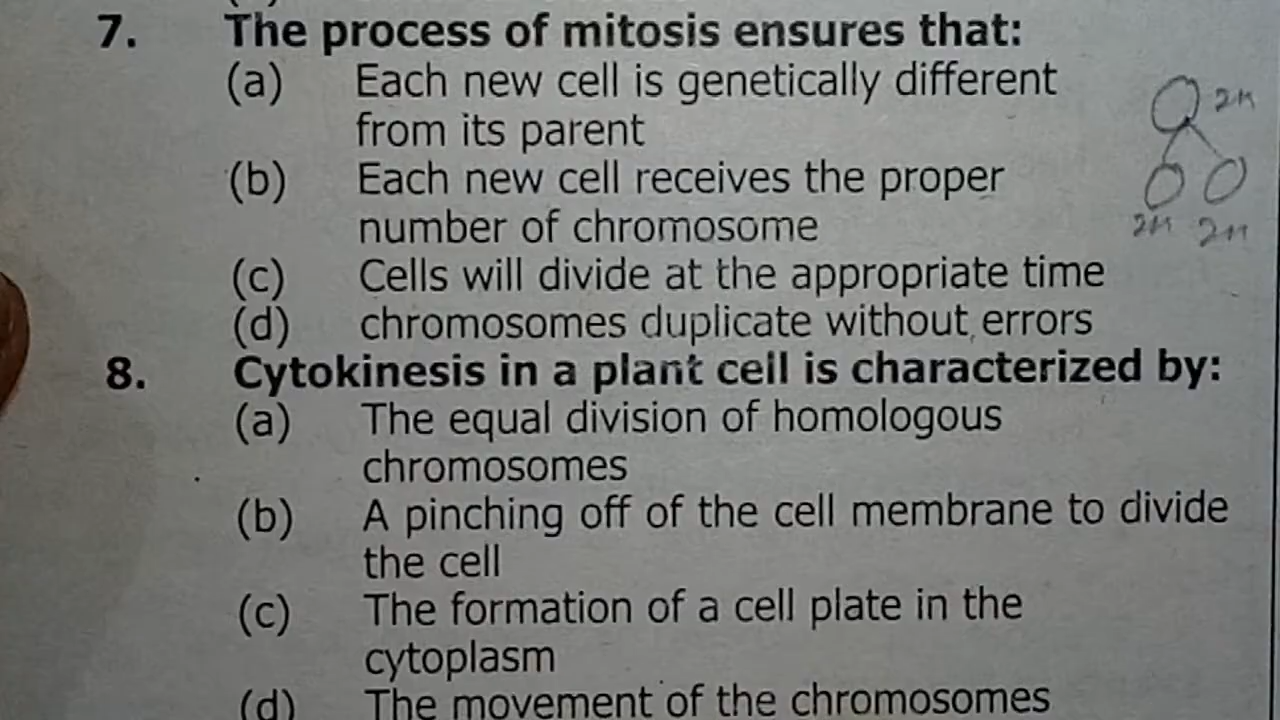 7. The process of mitosis ensures that:
(a) Each new cell is genetically different
from its parent
(b) Each new cell receives the proper
number of chromosome
(c) Cells will divide at the appropriate time
(d) chromosomes duplicate without errors
8. Cytokinesis in a plant cell is characterized by:
(a) The equal division of homologous
chromosomes
(b) A pinching off of the cell membrane to divide
the cell
(c) The formation of a cell plate in the
cytoplasm
(d) The movement of the chromosomes
2n
2n 2n